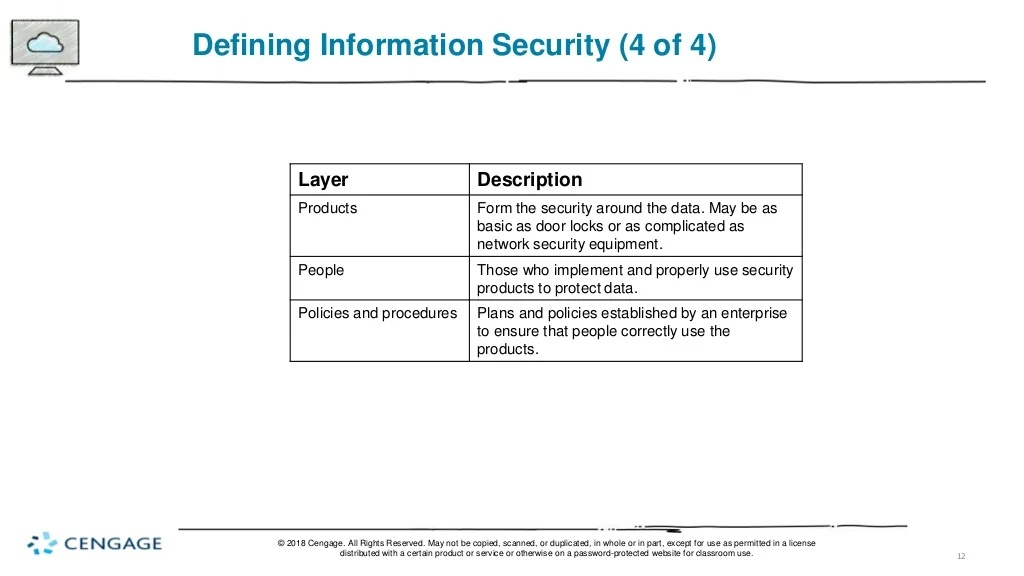 Defining Information Security (4 of 4)
Layer
Description
Products
Form the security around the data. May be as
basic as door locks or as complicated as
network security equipment.
People
Those who implement and properly use security
products to protect data.
Policies and procedures
Plans and policies established by an enterprise
to ensure that people correctly use the
products.
CENGAGE
© 2018 Cengage. All Rights Reserved. May not be copied, scanned, or duplicated, in whole or in part, except for use as permitted in a license
distributed with a certain product or service or otherwise on a password-protected website for classroom use.
12